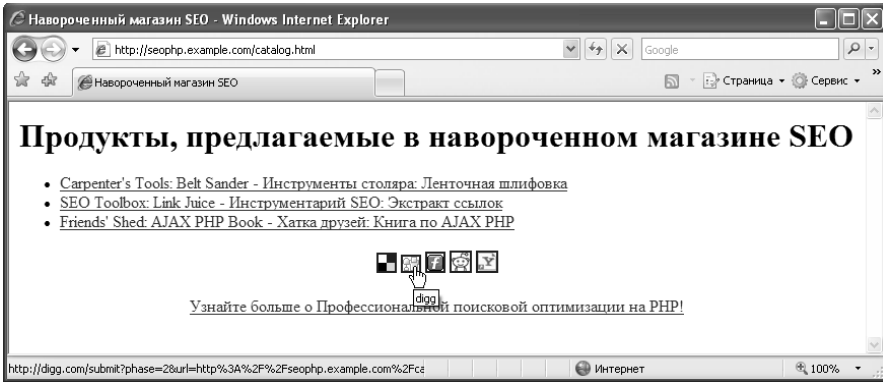 Навороченный магазин SEO - Windows Internet Explorer
http://seophp.example.com/catalog.html
Google
Навороченный магазин SEO
Страница
Сервис
»
Продукты, предлагаемые в навороченном магазине SEO
• Carpenter's Tools: Belt Sander - Инструменты столяра: Ленточная шлифовка
• SEO Toolbox: Link Juice - Инструментарий SEO: Экстракт ссылок
• Friends' Shed: AJAX PHP Book - Хатка друзей: Книга по AJAX PHP
digg
Узнайте больше о Профессиональной поисковой оптимизации на PHP!
http://digg.com/submit?phase=2&url=http%3A%2F%2Fseophp.example.com%2Fca
Интернет
100%